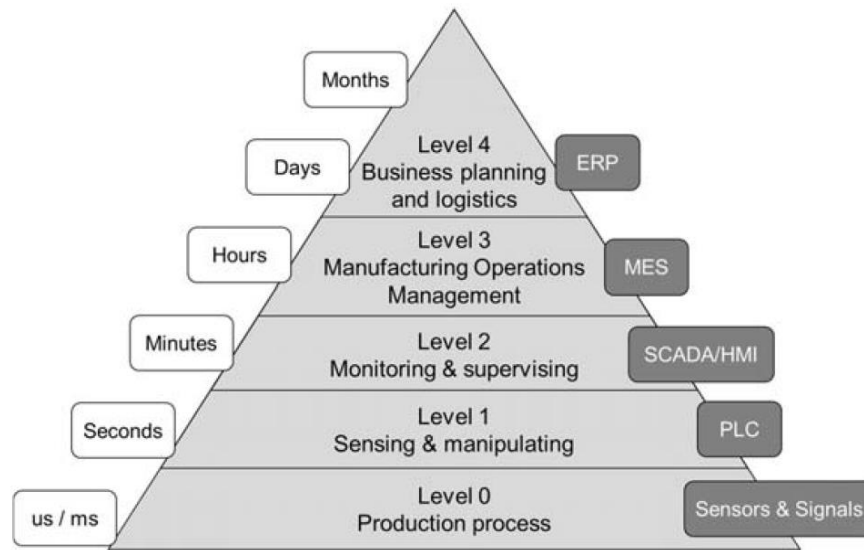 Months
Level 4
Business planning
and logistics
Days
ERP
Level 3
Manufacturing Operations
Management
Hours
MES
Level 2
Monitoring & supervising
Minutes
SCADA/HMI
Level 1
Sensing & manipulating
Seconds
PLC
Level 0
Production process
us / ms
Sensors & Signals